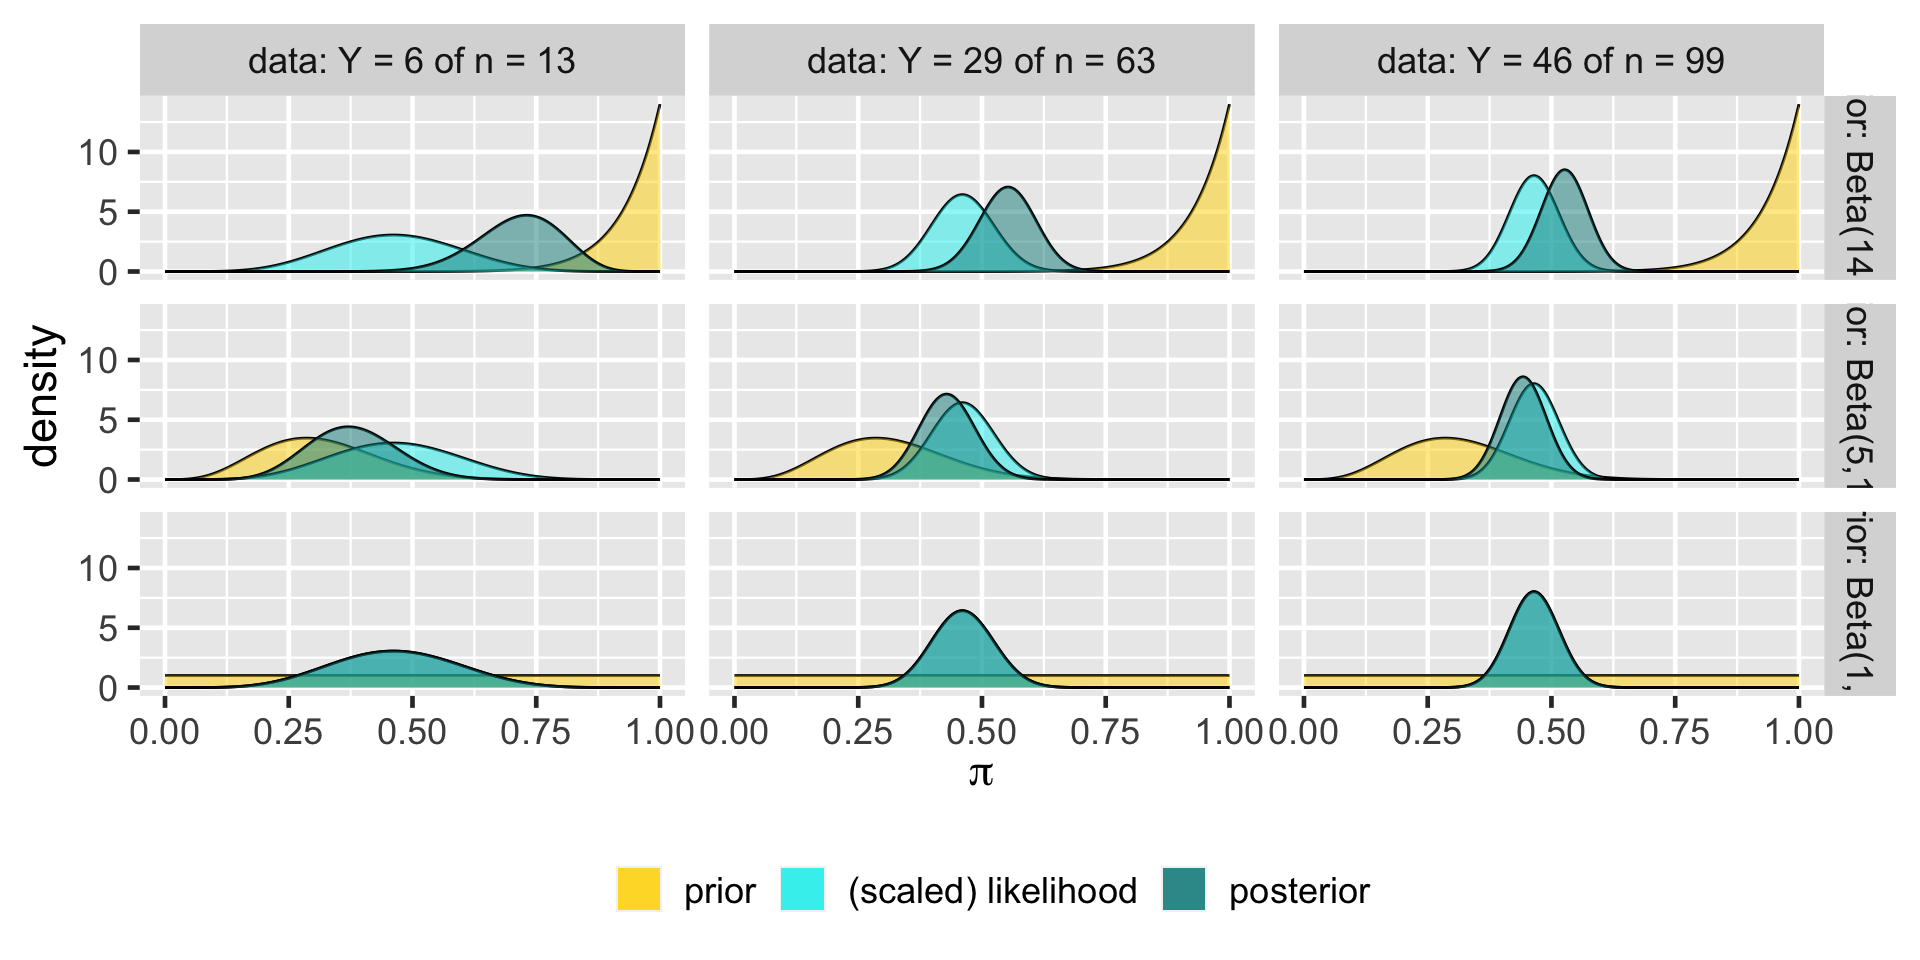 data: Y = 6 of n = 13
data: Y = 29 of n = 63
data: Y = 46 of n = 99
10
5
0
or: Beta(14
10
5
0
or: Beta(5, 1
10
5
0
ior: Beta(1,
density
0.00 0.25 0.50 0.75 1.00
0.00 0.25 0.50 0.75 1.00
0.00 0.25 0.50 0.75 1.00
π
prior (scaled) likelihood posterior